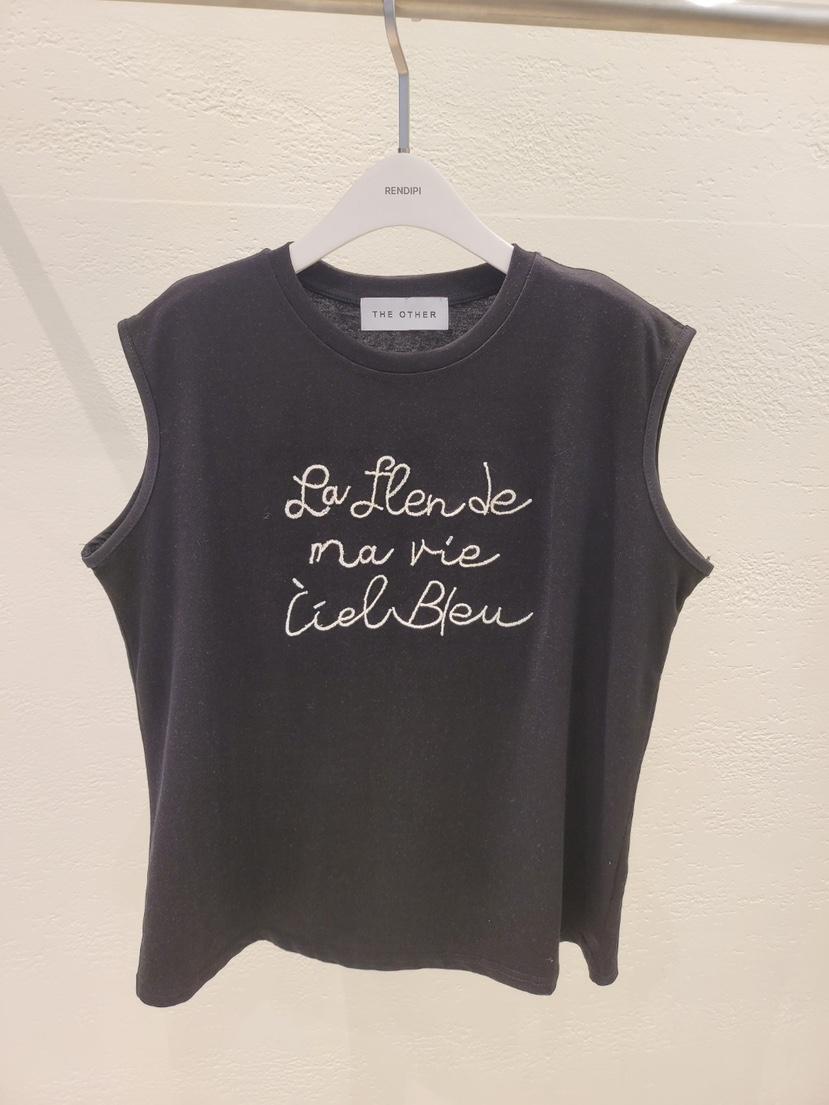 RENDIPI
THE OTHER
La flen de
ma vie
Ciel Bleu